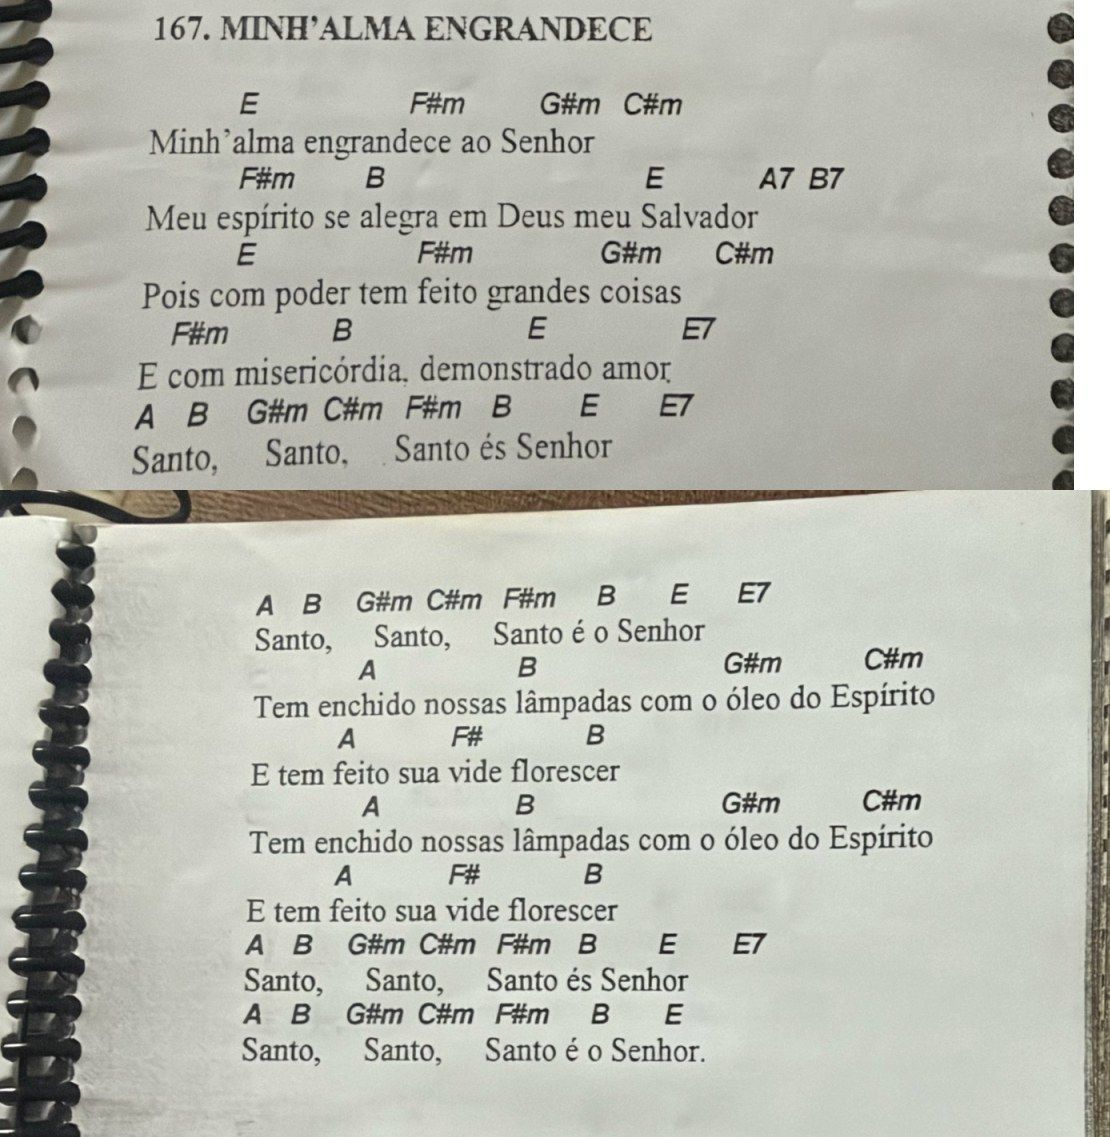 167. MINH’ALMA ENGRANDECE
E F#m G#m C#m
Minh’alma engrandece ao Senhor
F#m B E A7 B7
Meu espírito se alegra em Deus meu Salvador
E F#m G#m C#m
Pois com poder tem feito grandes coisas
F#m B E E7
E com misericórdia, demonstrado amor
A B G#m C#m F#m B E E7
Santo, Santo, Santo és Senhor
A B G#m C#m F#m B E E7
Santo, Santo, Santo é o Senhor
A B G#m C#m
Tem enchido nossas lâmpadas com o óleo do Espírito
A F# B
E tem feito sua vide florescer
A B G#m C#m
Tem enchido nossas lâmpadas com o óleo do Espírito
A F# B
E tem feito sua vide florescer
A B G#m C#m F#m B E E7
Santo, Santo, Santo és Senhor
A B G#m C#m F#m B E
Santo, Santo, Santo é o Senhor.